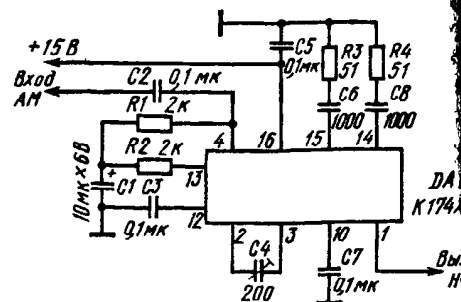 +15 В
C5
0,1мк
R3
51
R4
51
Вход
АМ
C2
0,1 мк
C6
1000
C8
1000
R1
2к
4
16
15
14
R2
2к
13
10мк×6В
+
C1
C3
12
0,1мк
DA
К174
2
3
10
1
C4
200
C7
0,1мк